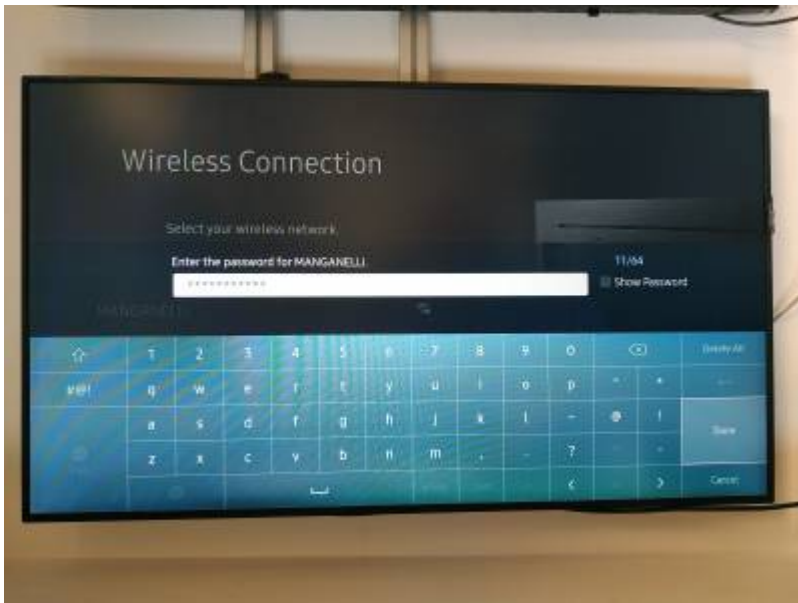 Wireless Connection
Select your wireless network.
Enter the password for MANGANELLI.
11/64
***********
Show Password
MANGANELLI
1 2 3 4 5 6 7 8 9 0
Delete All
#@! q w e r t y u i o p ^ *
a s d f g h j k l ~ @ !
Done
z x c v b n m , ?
< >
Cancel